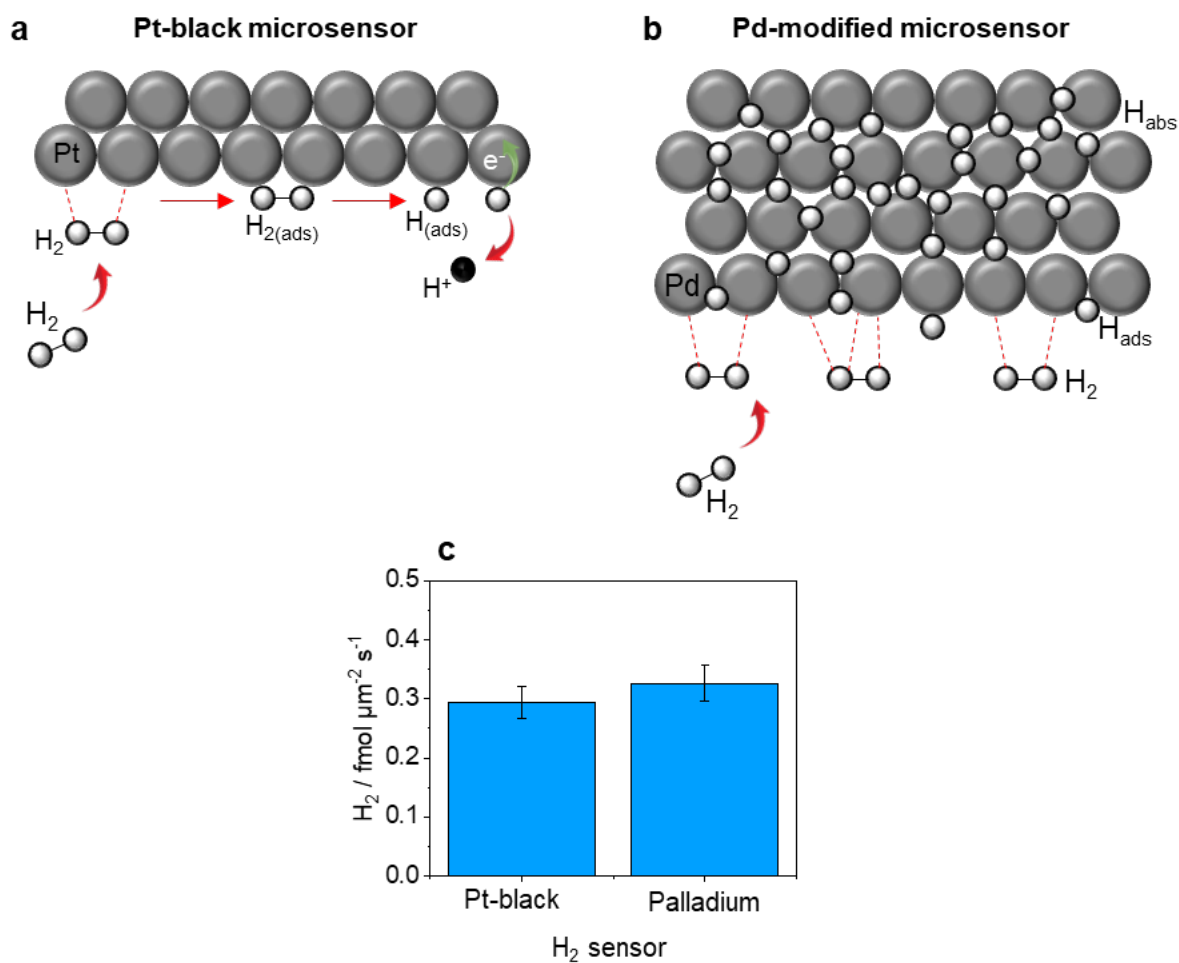 a
Pt-black microsensor
Pt
e⁻
H₂
H₂(ads)
H(ads)
H⁺
H₂
b
Pd-modified microsensor
Habs
Pd
Hads
H₂
H₂
c
H₂ / fmol µm⁻² s⁻¹
0.5
0.4
0.3
0.2
0.1
0.0
Pt-black
Palladium
H₂ sensor